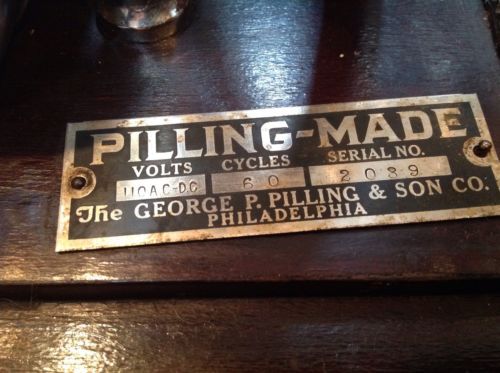 PILLING-MADE
VOLTS CYCLES SERIAL NO.
110AC-DC 60 2089
The GEORGE P. PILLING & SON CO.
PHILADELPHIA